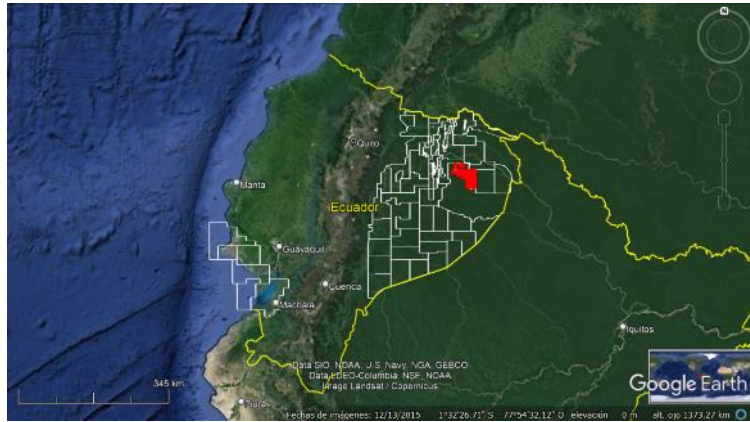 N
Quito
Manta
Ecuador
Guayaquil
Cuenca
Machala
Iquitos
Data SIO, NOAA, U.S. Navy, NGA, GEBCO
Data LDEO-Columbia, NSF, NOAA
Image Landsat / Copernicus
345 km
Google Earth
Piura
Fechas de imágenes: 12/13/2015 1°32'26.71" S 77°54'32.12" O elevación 0 m alt. ojo 1373.27 km